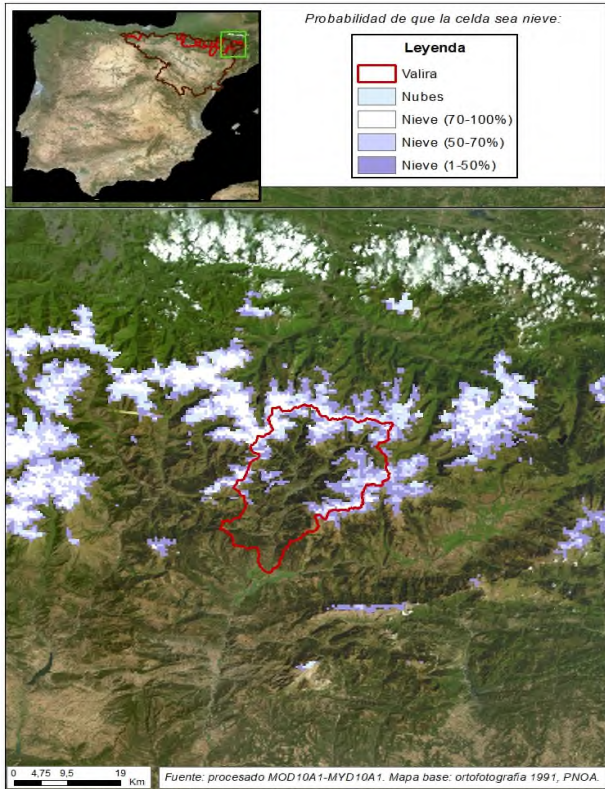 Probabilidad de que la celda sea nieve:
Leyenda
Valira
Nubes
Nieve (70-100%)
Nieve (50-70%)
Nieve (1-50%)
0 4,75 9,5 19
Km
Fuente: procesado MOD10A1-MYD10A1. Mapa base: ortofotografía 1991, PNOA.